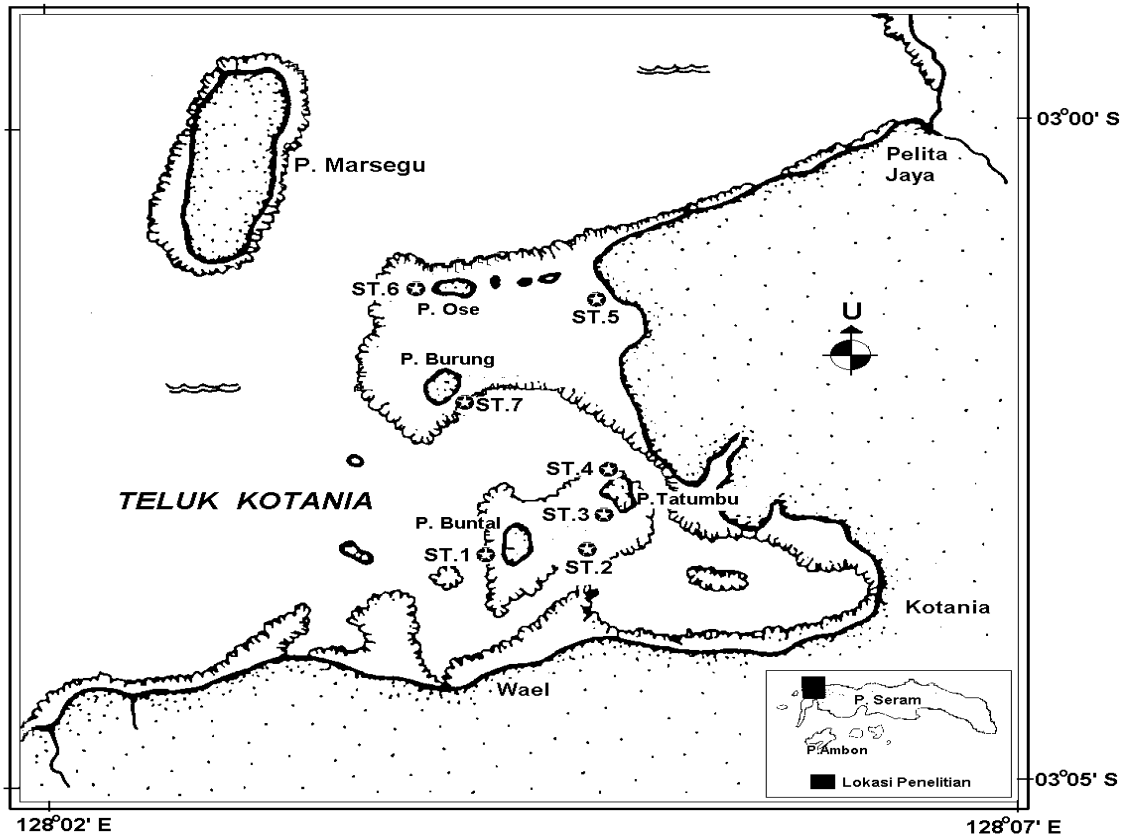 03°00' S
P. Marsegu
Pelita
Jaya
ST.6
P. Ose
ST.5
U
P. Burung
ST.7
ST.4
P.Tatumbu
TELUK KOTANIA
ST.3
P. Buntal
ST.1
ST.2
Kotania
Wael
P. Seram
P.Ambon
Lokasi Penelitian
03°05' S
128°02' E
128°07' E